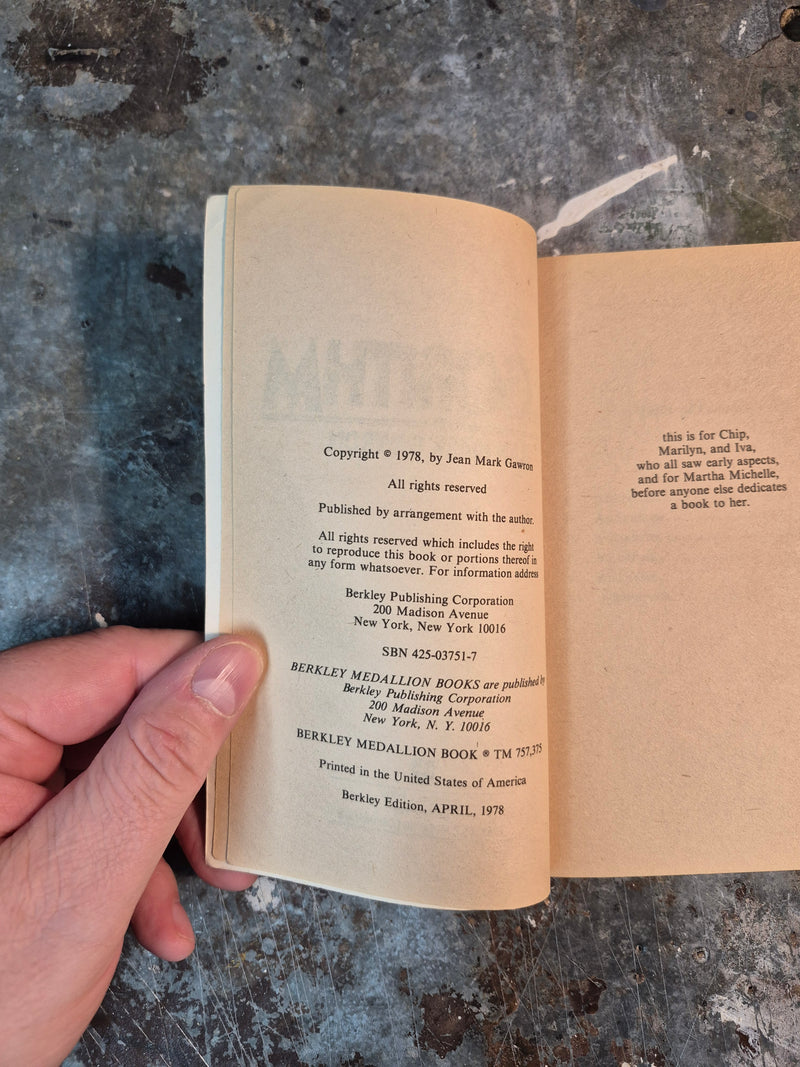 Copyright © 1978, by Jean Mark Gawron
All rights reserved
Published by arrangement with the author.
All rights reserved which includes the right
to reproduce this book or portions thereof in
any form whatsoever. For information address
Berkley Publishing Corporation
200 Madison Avenue
New York, New York 10016
SBN 425-03751-7
BERKLEY MEDALLION BOOKS are published by
Berkley Publishing Corporation
200 Madison Avenue
New York, N. Y. 10016
BERKLEY MEDALLION BOOK ® TM 757,375
Printed in the United States of America
Berkley Edition, APRIL, 1978
this is for Chip,
Marilyn, and Iva,
who all saw early aspects,
and for Martha Michelle,
before anyone else dedicates
a book to her.